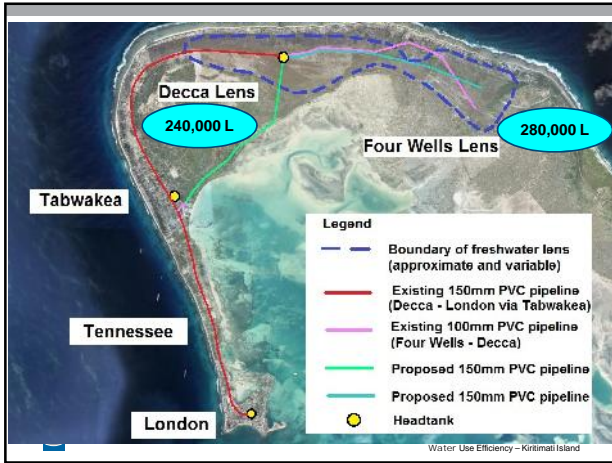 Decca Lens
240,000 L
280,000 L
Four Wells Lens
Tabwakea
Tennessee
London
Legend
Boundary of freshwater lens
(approximate and variable)
Existing 150mm PVC pipeline
(Decca - London via Tabwakea)
Existing 100mm PVC pipeline
(Four Wells - Decca)
Proposed 150mm PVC pipeline
Proposed 150mm PVC pipeline
Headtank
Water Use Efficiency – Kiritimati Island